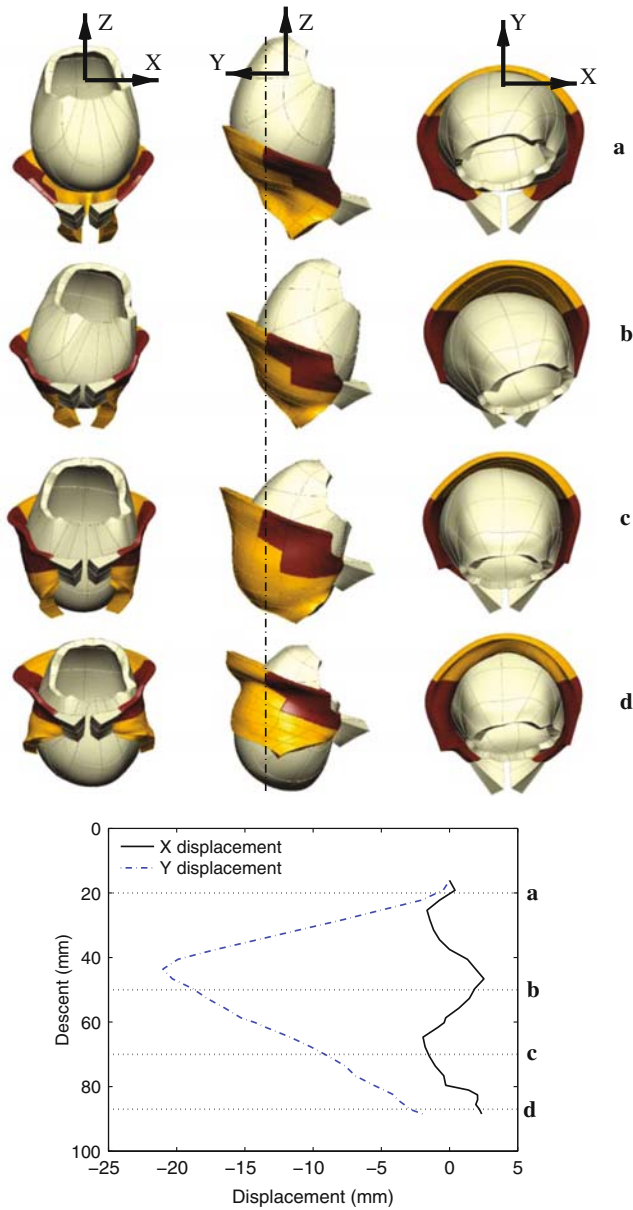 Z
X
Z
Y
Y
X
a
b
c
d
X displacement
Y displacement
0
20
40
60
80
100
Descent (mm)
a
b
c
d
−25 −20 −15 −10 −5 0 5
Displacement (mm)